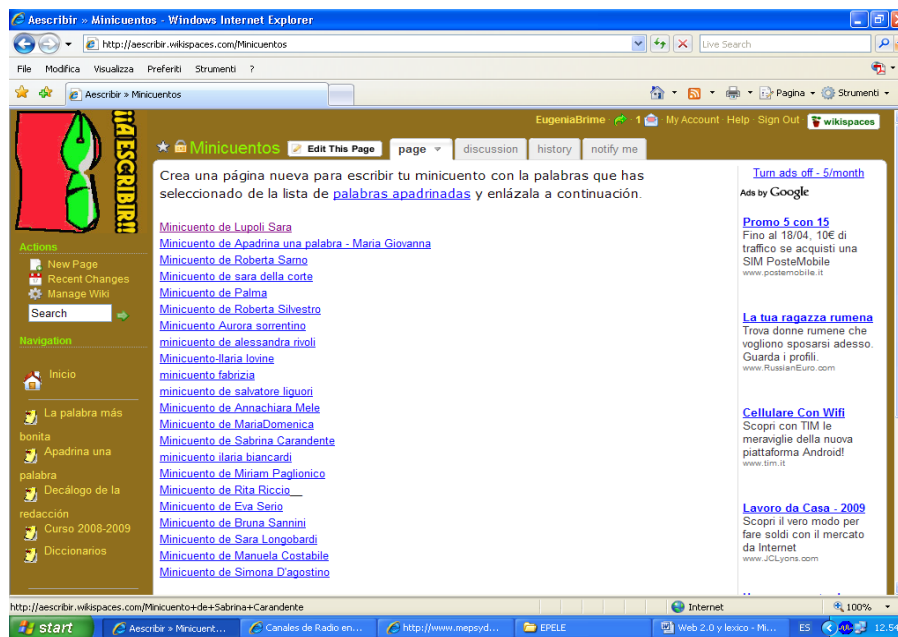 Aescribir » Minicuentos - Windows Internet Explorer
http://aescribir.wikispaces.com/Minicuentos
Live Search
File Modifica Visualizza Preferiti Strumenti ?
Aescribir » Minicuentos
Pagina Strumenti
¡¡A ESCRIBIR!!
EugeniaBrime · 1 · My Account · Help · Sign Out · wikispaces
Minicuentos Edit This Page page discussion history notify me
Crea una página nueva para escribir tu minicuento con la palabras que has
seleccionado de la lista de palabras apadrinadas y enlázala a continuación.
Minicuento de Lupoli Sara
Minicuento de Apadrina una palabra - Maria Giovanna
Minicuento de Roberta Sarno
Minicuento de sara della corte
Minicuento de Palma
Minicuento de Roberta Silvestro
Minicuento Aurora sorrentino
minicuento de alessandra rivoli
Minicuento-Ilaria Iovine
minicuento fabrizia
minicuento de salvatore liguori
Minicuento de Annachiara Mele
Minicuento de MariaDomenica
Minicuento de Sabrina Carandente
minicuento ilaria biancardi
Minicuento de Miriam Paglionico
Minicuento de Rita Riccio__
Minicuento de Eva Serio
Minicuento de Bruna Sannini
Minicuento de Sara Longobardi
Minicuento de Manuela Costabile
Minicuento de Simona D'agostino
Actions
New Page
Recent Changes
Manage Wiki
Search
Navigation
Inicio
La palabra más
bonita
Apadrina una
palabra
Decálogo de la
redacción
Curso 2008-2009
Diccionarios
Turn ads off - 5/month
Ads by Google
Promo 5 con 15
Fino al 18/04, 10€ di
traffico se acquisti una
SIM PosteMobile
www.postemobile.it
La tua ragazza rumena
Trova donne rumene che
vogliono sposarsi adesso.
Guarda i profili.
www.RussianEuro.com
Cellulare Con Wifi
Scopri con TIM le
meraviglie della nuova
piattaforma Android!
www.tim.it
Lavoro da Casa - 2009
Scopri il vero modo per
fare soldi con il mercato
da Internet
www.JCLyons.com
http://aescribir.wikispaces.com/Minicuento+de+Sabrina+Carandente
Internet 100%
start Aescribir » Minicuent... Canales de Radio en... http://www.mepsyd... EPELE Web 2.0 y lexico - Mi... ES 12.54